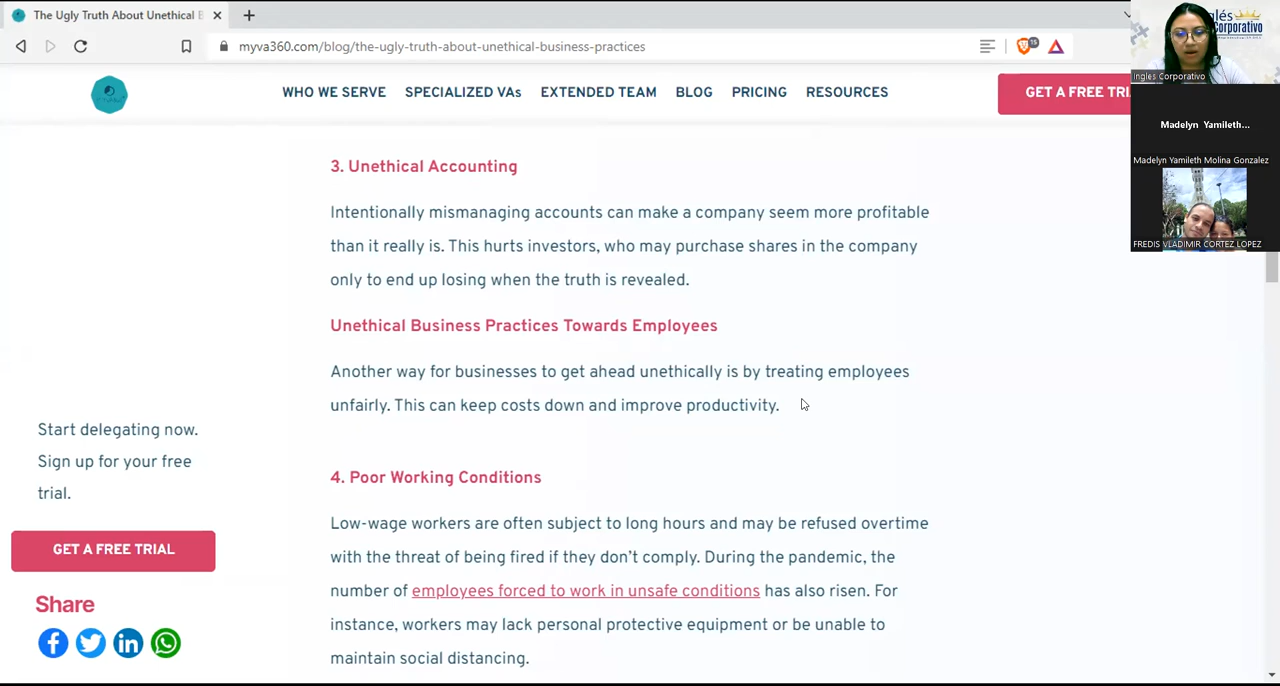 The Ugly Truth About Unethical B
myva360.com/blog/the-ugly-truth-about-unethical-business-practices
15
WHO WE SERVE SPECIALIZED VAs EXTENDED TEAM BLOG PRICING RESOURCES
GET A FREE TRI
3. Unethical Accounting
Intentionally mismanaging accounts can make a company seem more profitable
than it really is. This hurts investors, who may purchase shares in the company
only to end up losing when the truth is revealed.
Unethical Business Practices Towards Employees
Another way for businesses to get ahead unethically is by treating employees
unfairly. This can keep costs down and improve productivity.
4. Poor Working Conditions
Low-wage workers are often subject to long hours and may be refused overtime
with the threat of being fired if they don't comply. During the pandemic, the
number of employees forced to work in unsafe conditions has also risen. For
instance, workers may lack personal protective equipment or be unable to
maintain social distancing.
Start delegating now.
Sign up for your free
trial.
GET A FREE TRIAL
Share
glés
orporativo
Ingles Corporativo
Madelyn Yamileth...
Madelyn Yamileth Molina Gonzalez
FREDIS VLADIMIR CORTEZ LOPEZ